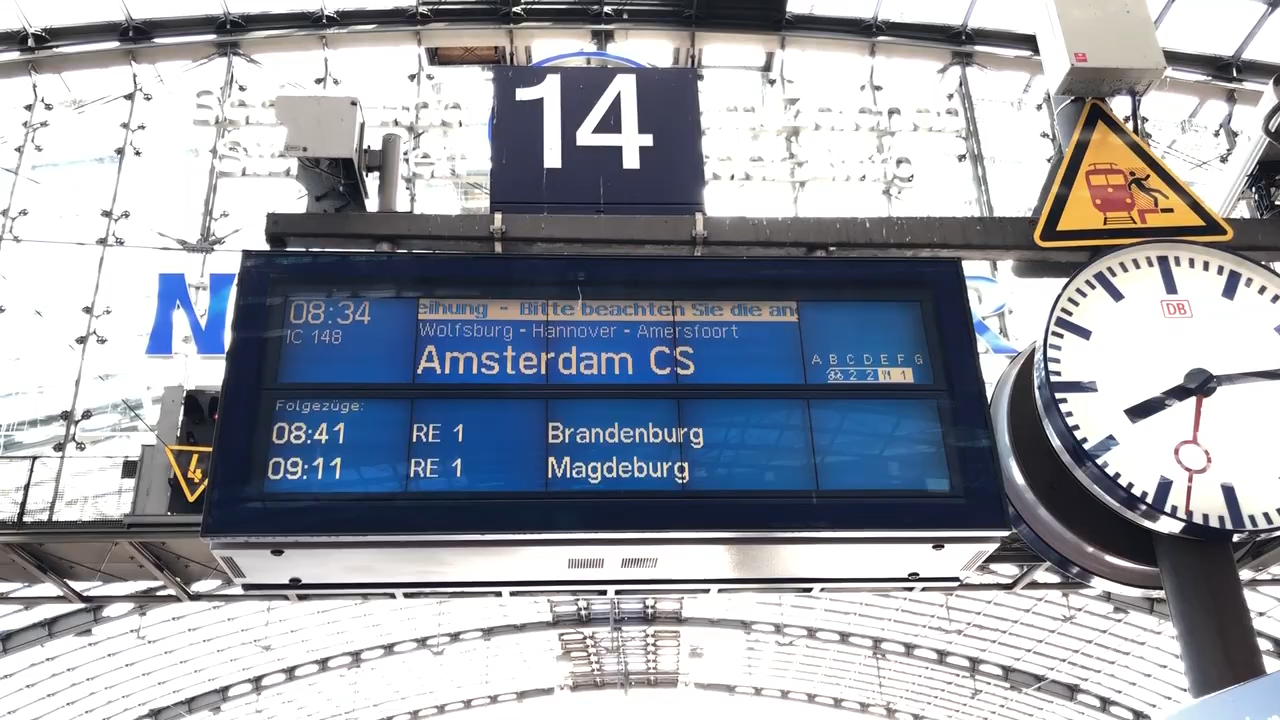 14
08:34
eihung - Bitte beachten Sie die an
IC 148
Wolfsburg - Hannover - Amersfoort
Amsterdam CS
A B C D E F G
2 2 1
Folgezüge:
08:41 RE 1 Brandenburg
09:11 RE 1 Magdeburg
DB
N